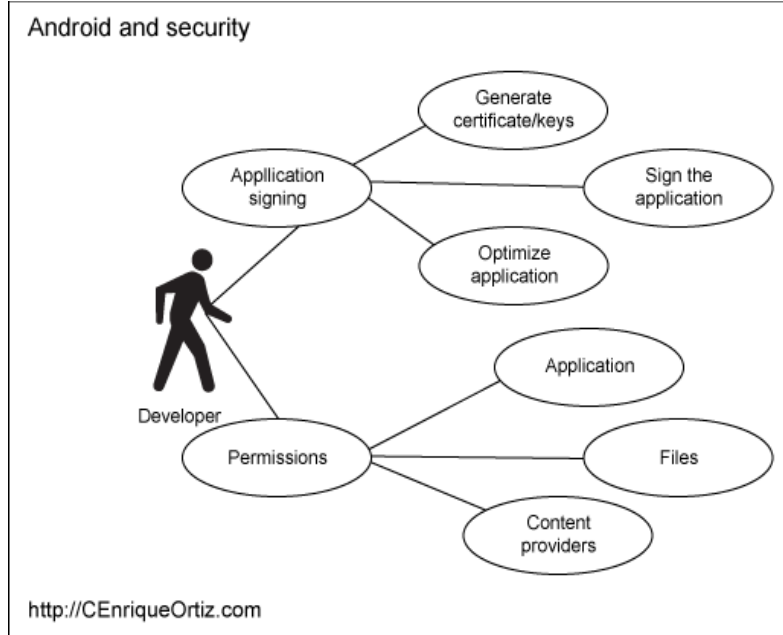 Android and security
Generate
certificate/keys
Appllication
signing
Sign the
application
Optimize
application
Developer
Application
Permissions
Files
Content
providers
http://CEnriqueOrtiz.com